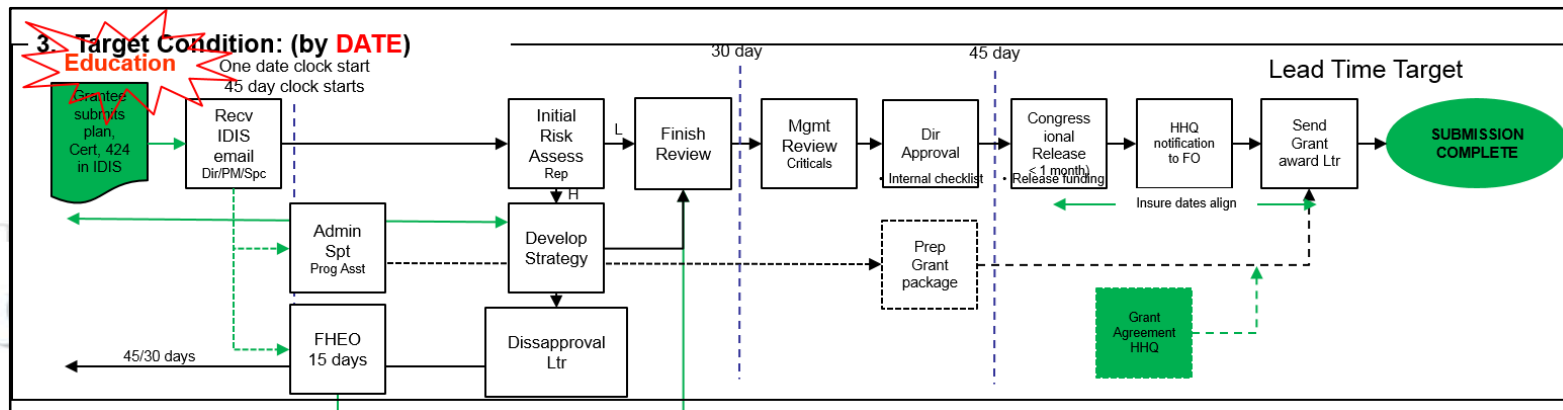 3. Target Condition: (by DATE)
Education
One date clock start
45 day clock starts
30 day
45 day
Lead Time Target
Grantee
submits
plan,
Cert, 424
in IDIS
Recv
IDIS
email
Dir/PM/Spc
Initial
Risk
Assess
Rep
L
H
Finish
Review
Mgmt
Review
Criticals
Dir
Approval
• Internal checklist
Congress
ional
Release
< 1 month)
• Release funding
HHQ
notification
to FO
Send
Grant
award Ltr
SUBMISSION
COMPLETE
Insure dates align
Admin
Spt
Prog Asst
Develop
Strategy
Prep
Grant
package
Grant
Agreement
HHQ
FHEO
15 days
Dissapproval
Ltr
45/30 days